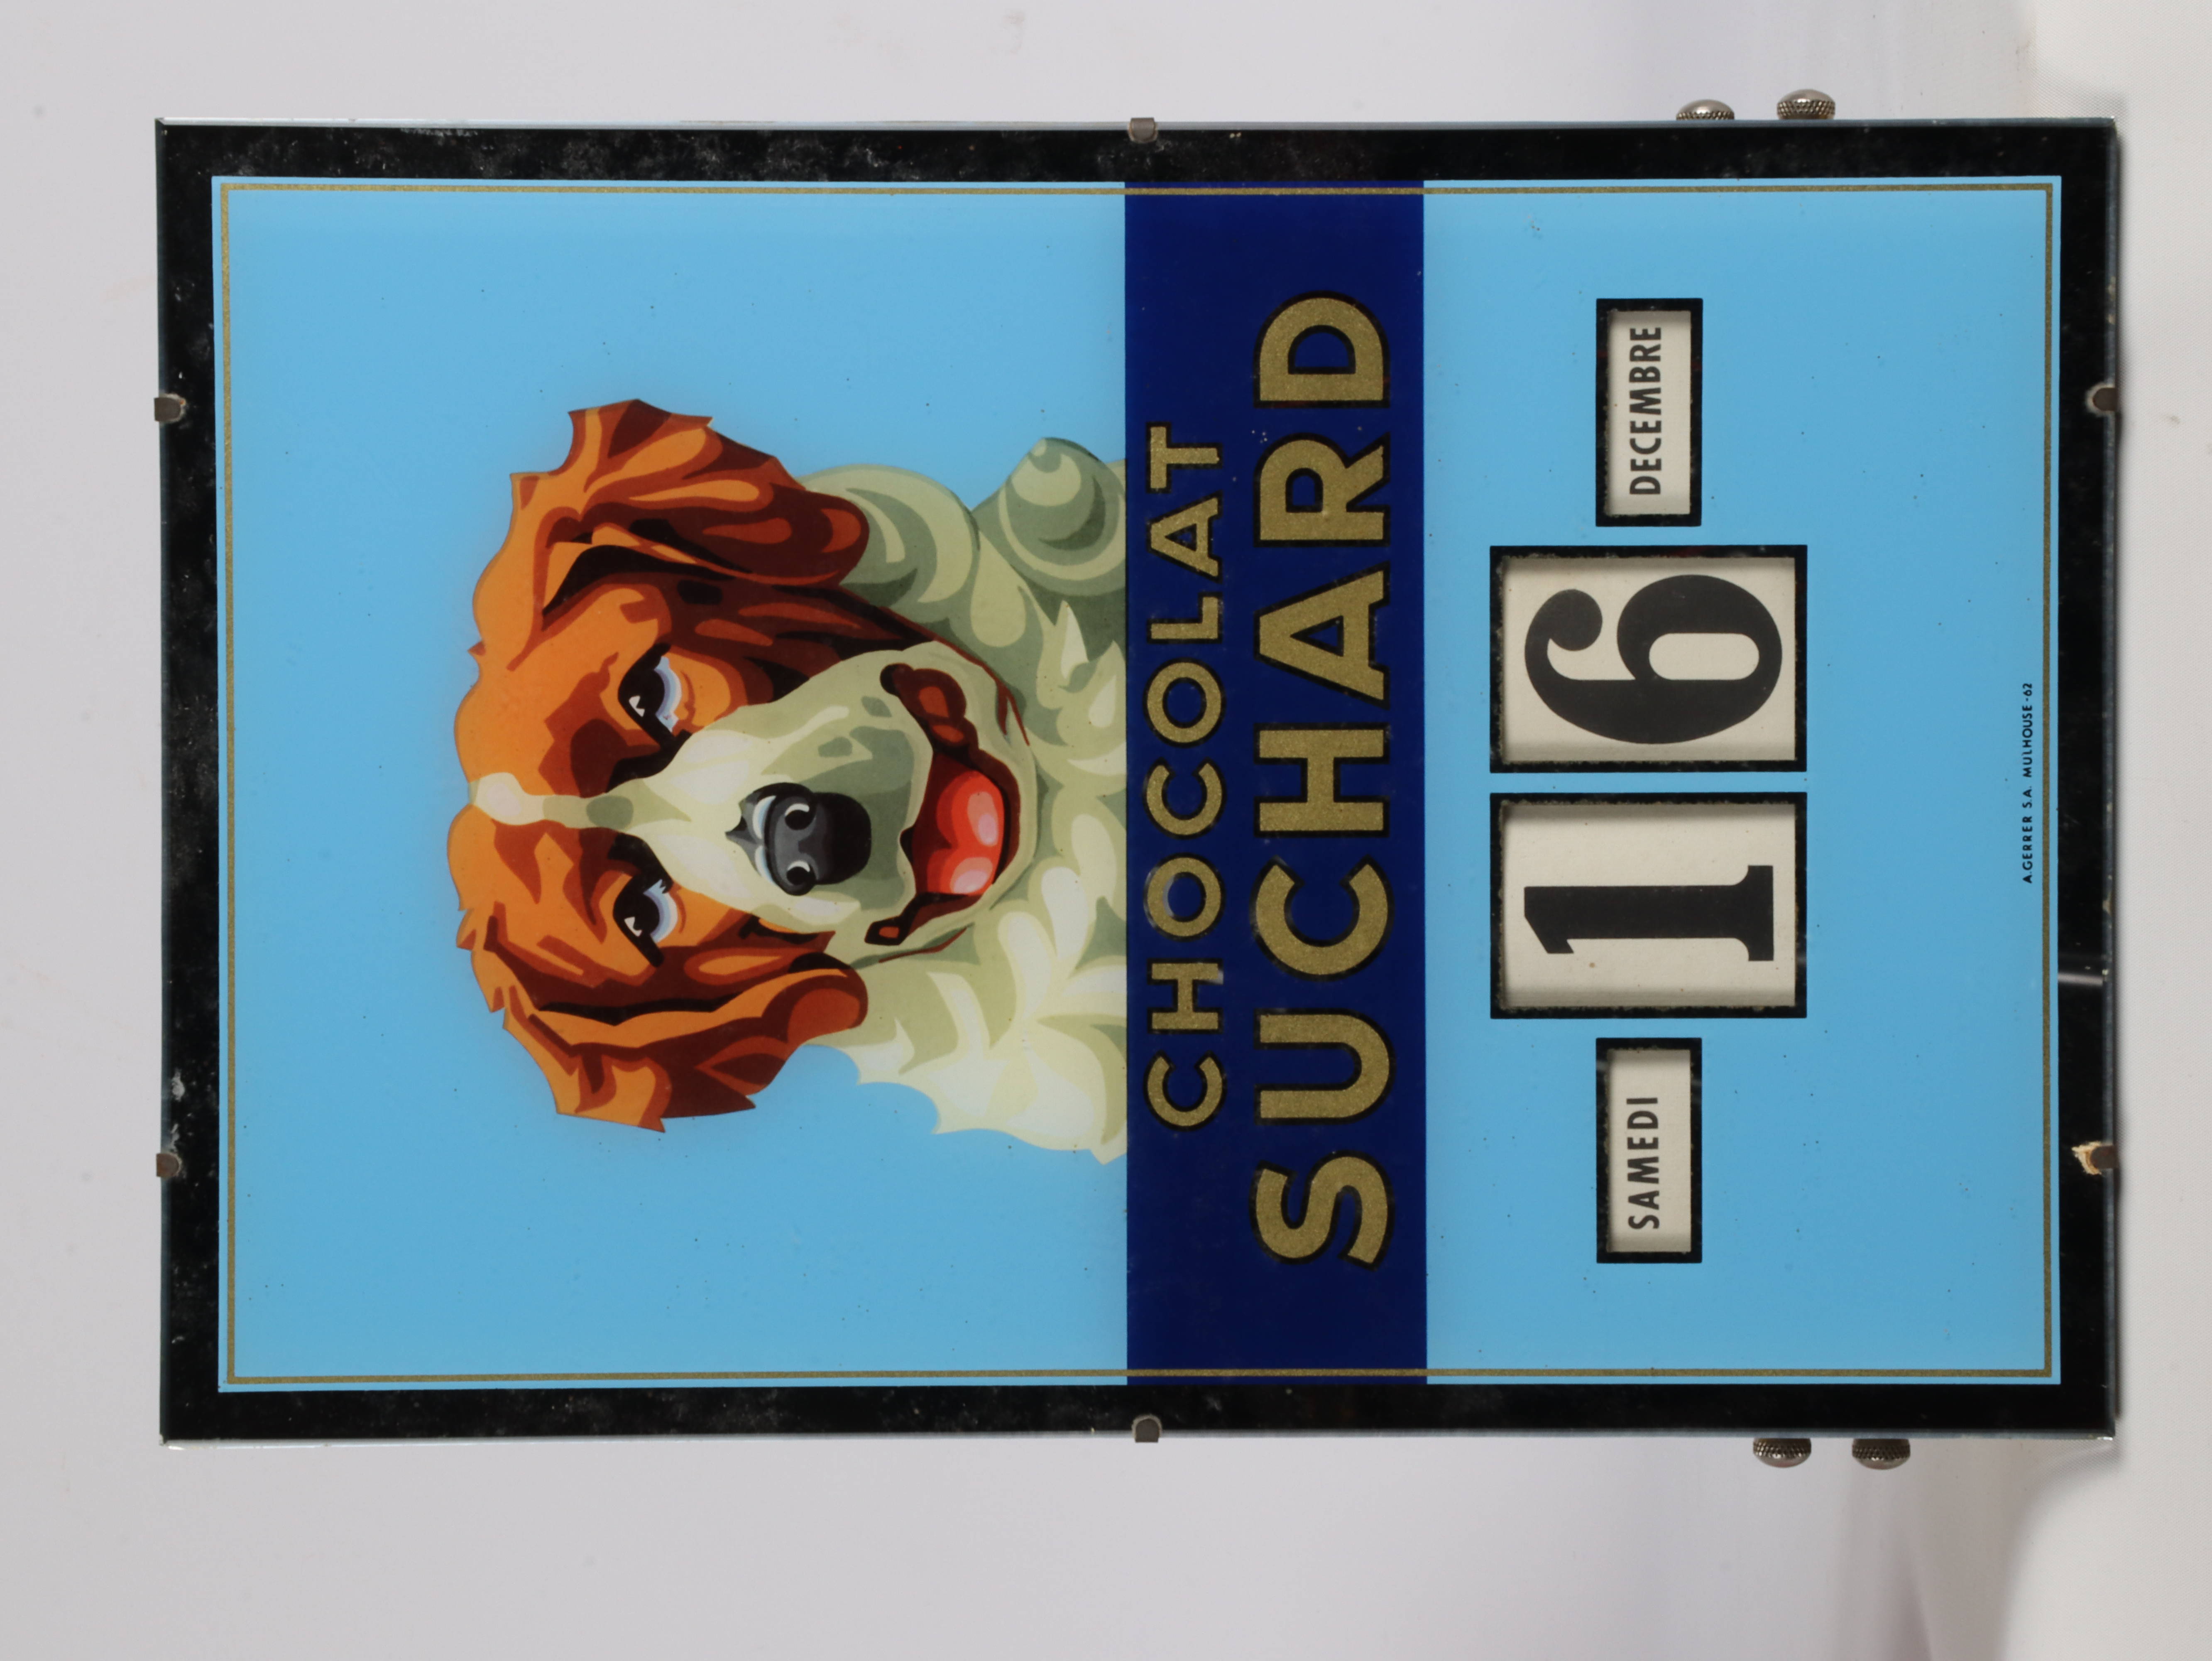 CHOCOLAT
SUCHARD
SAMEDI 16 DECEMBRE
A.GERRER S.A. MULHOUSE-62